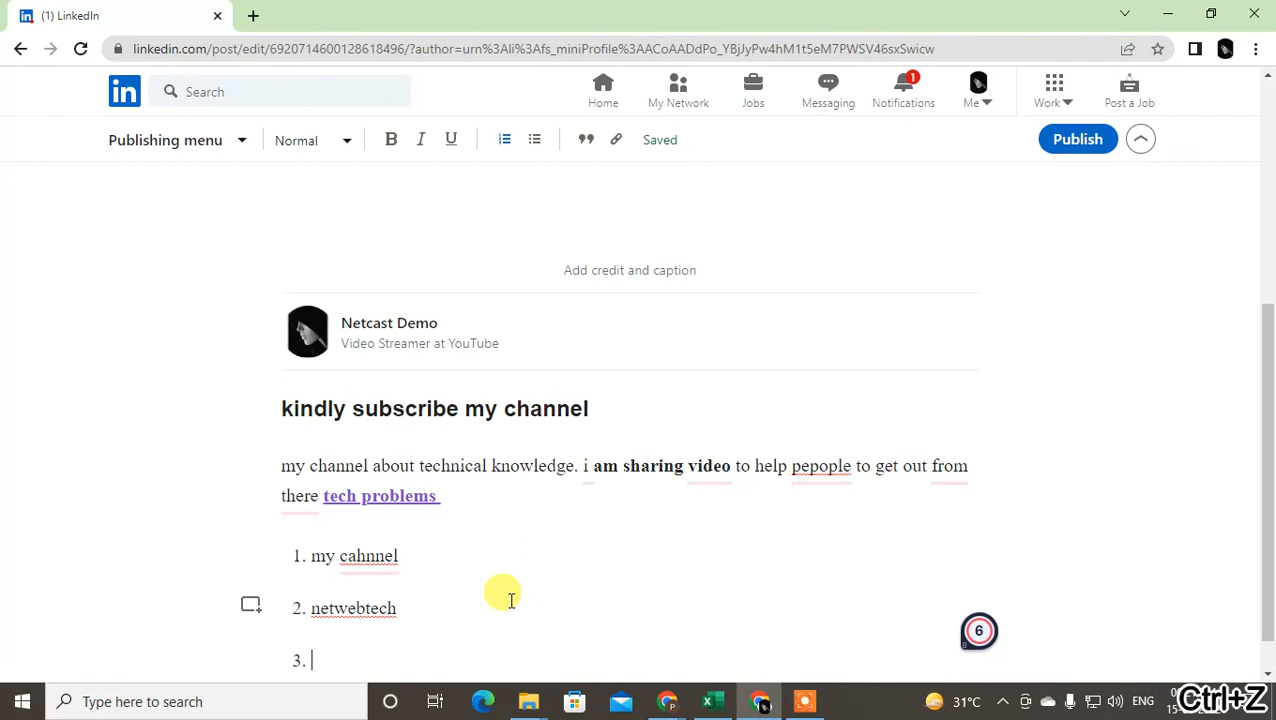 (1) LinkedIn
linkedin.com/post/edit/6920714600128618496/?author=urn%3Ali%3Afs_miniProfile%3AACoAADdPo_YBjJyPw4hM1t5eM7PWSV46sxSwicw
in
Search
Home
My Network
Jobs
Messaging
1
Notifications
Me
Work
Post a Job
Publishing menu
Normal
B I U
Saved
Publish
Add credit and caption
Netcast Demo
Video Streamer at YouTube
kindly subscribe my channel
my channel about technical knowledge. i am sharing video to help pepople to get out from
there tech problems
1. my cahnnel
2. netwebtech
3.
6
Type here to search
31°C
Ctrl+Z